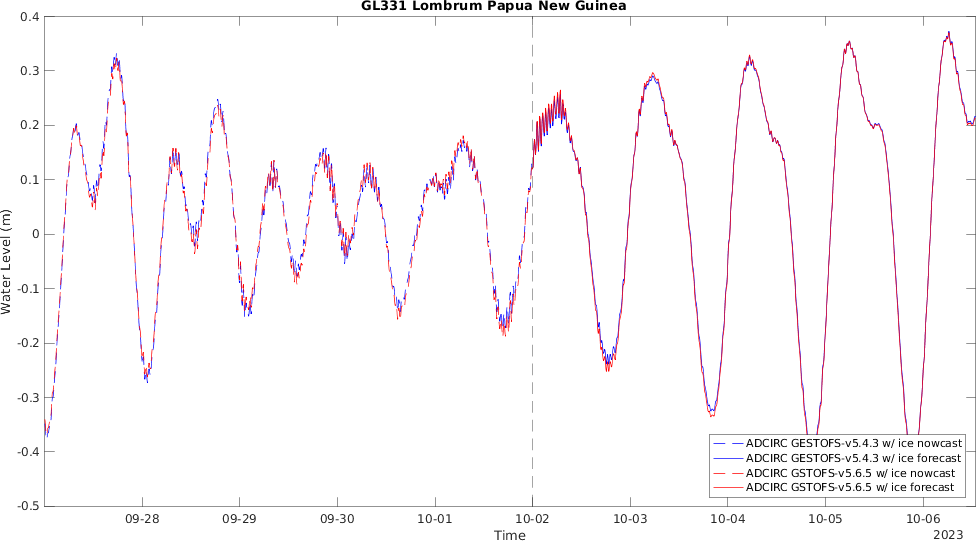 GL331 Lombrum Papua New Guinea
Water Level (m)
0.4
0.3
0.2
0.1
0
-0.1
-0.2
-0.3
-0.4
-0.5
ADCIRC GESTOFS-v5.4.3 w/ ice nowcast
ADCIRC GESTOFS-v5.4.3 w/ ice forecast
ADCIRC GSTOFS-v5.6.5 w/ ice nowcast
ADCIRC GSTOFS-v5.6.5 w/ ice forecast
09-28 09-29 09-30 10-01 10-02 10-03 10-04 10-05 10-06
Time
2023